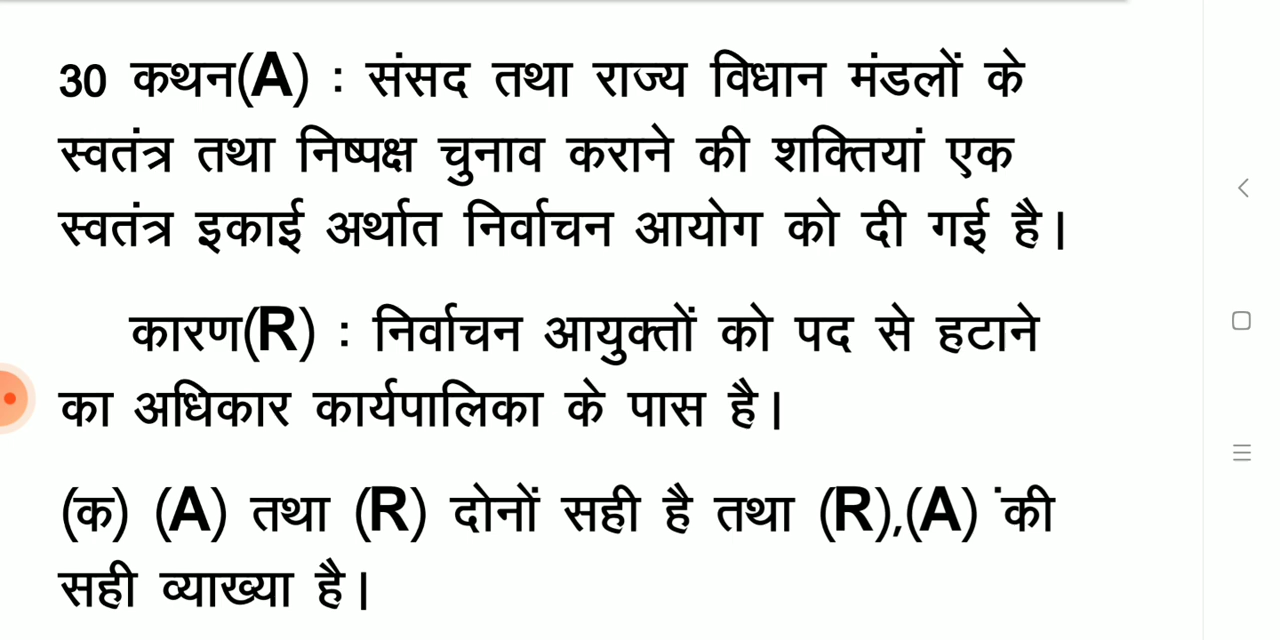 30 कथन(A) : संसद तथा राज्य विधान मंडलों के
स्वतंत्र तथा निष्पक्ष चुनाव कराने की शक्तियां एक
स्वतंत्र इकाई अर्थात निर्वाचन आयोग को दी गई है।
कारण(R) : निर्वाचन आयुक्तों को पद से हटाने
का अधिकार कार्यपालिका के पास है।
(क) (A) तथा (R) दोनों सही है तथा (R),(A) ंकी
सही व्याख्या है।